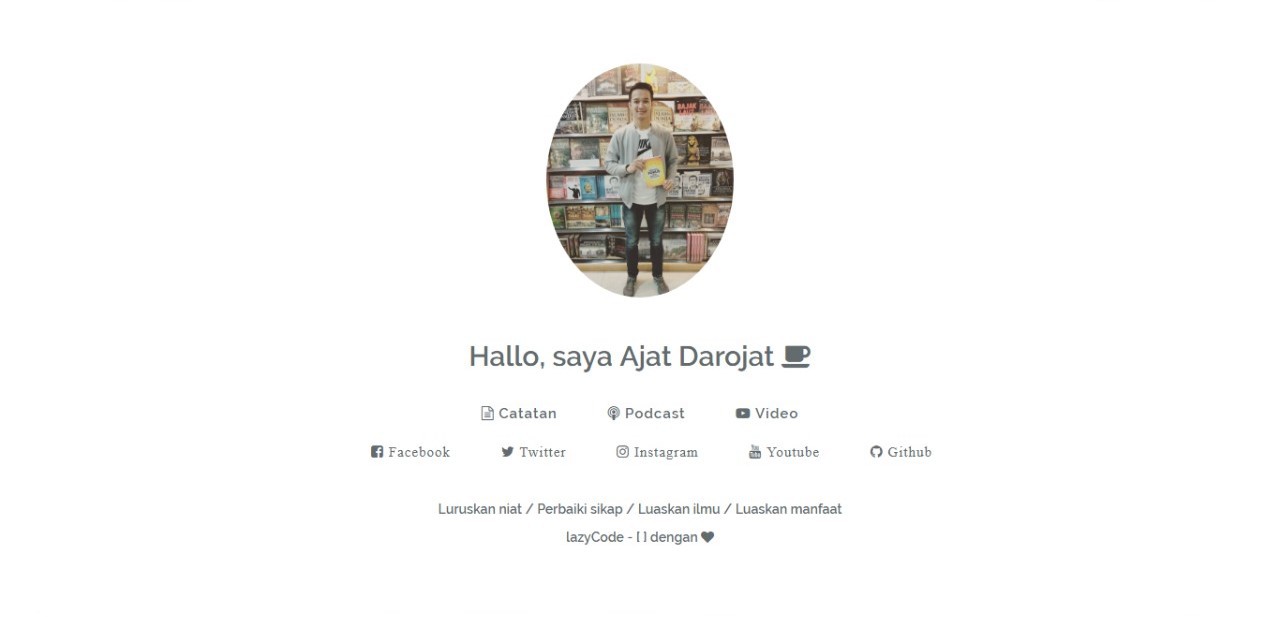 BAJAK
Hallo, saya Ajat Darojat
Catatan Podcast Video
Facebook Twitter Instagram Youtube Github
Luruskan niat / Perbaiki sikap / Luaskan ilmu / Luaskan manfaat
lazyCode - [ ] dengan